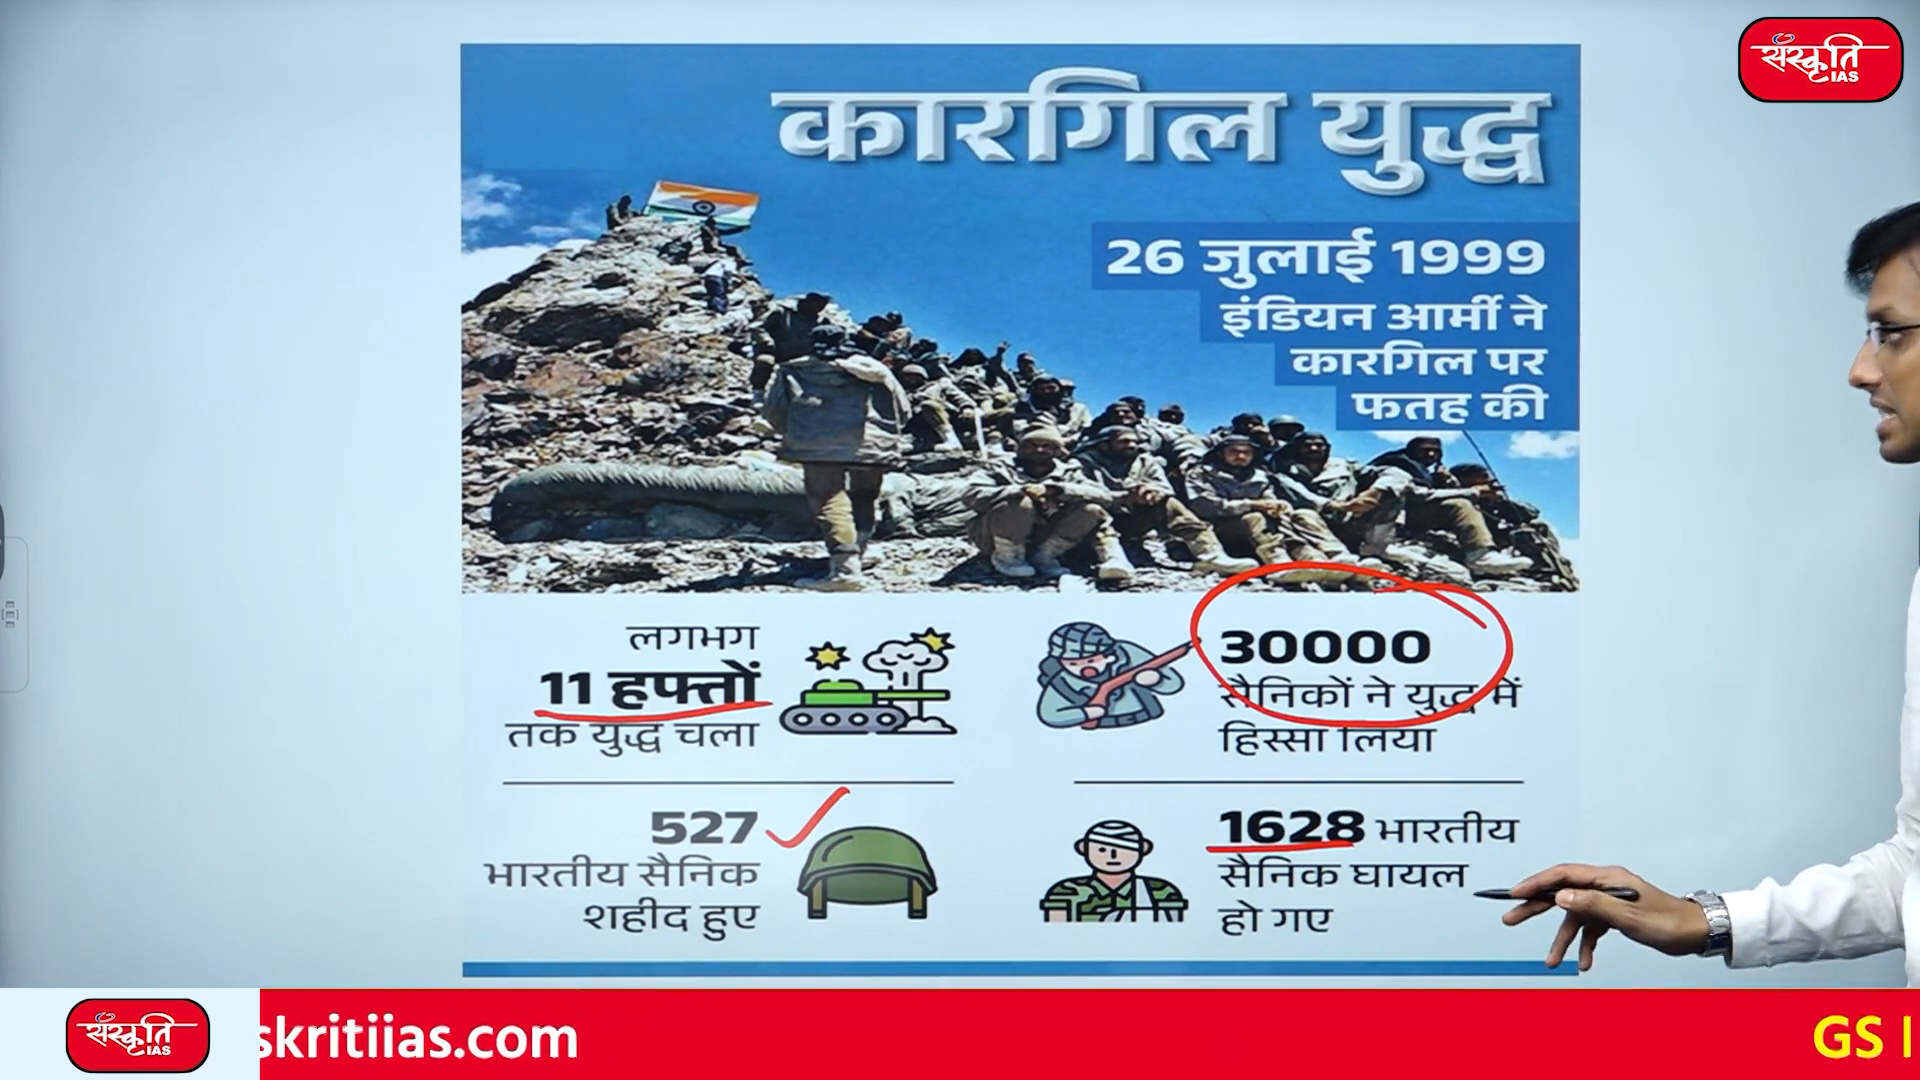 संस्कृति
IAS
कारगिल युद्ध
26 जुलाई 1999
इंडियन आर्मी ने
कारगिल पर
फतह की
लगभग
11 हफ्तों
तक युद्ध चला
30000
सैनिकों ने युद्ध में
हिस्सा लिया
527
भारतीय सैनिक
शहीद हुए
1628 भारतीय
सैनिक घायल
हो गए
संस्कृति
IAS
skritiias.com
GS